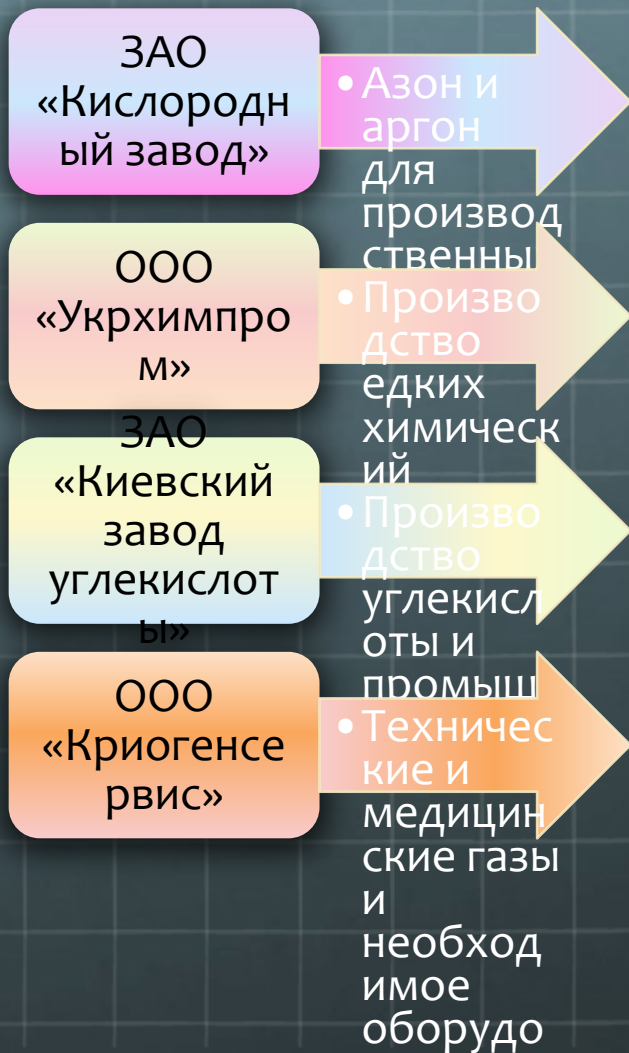 ЗАО
«Кислородн
ый завод»
•Азон и
аргон
для
производ
ственны
ООО
«Укрхимпро
м»
•Произво
дство
едких
химическ
ий
ЗАО
«Киевский
завод
углекислот
ы»
•Произво
дство
углекисл
оты и
промыш
ООО
«Криогенсе
рвис»
•Техничес
кие и
медицин
ские газы
и
необход
имое
оборудо